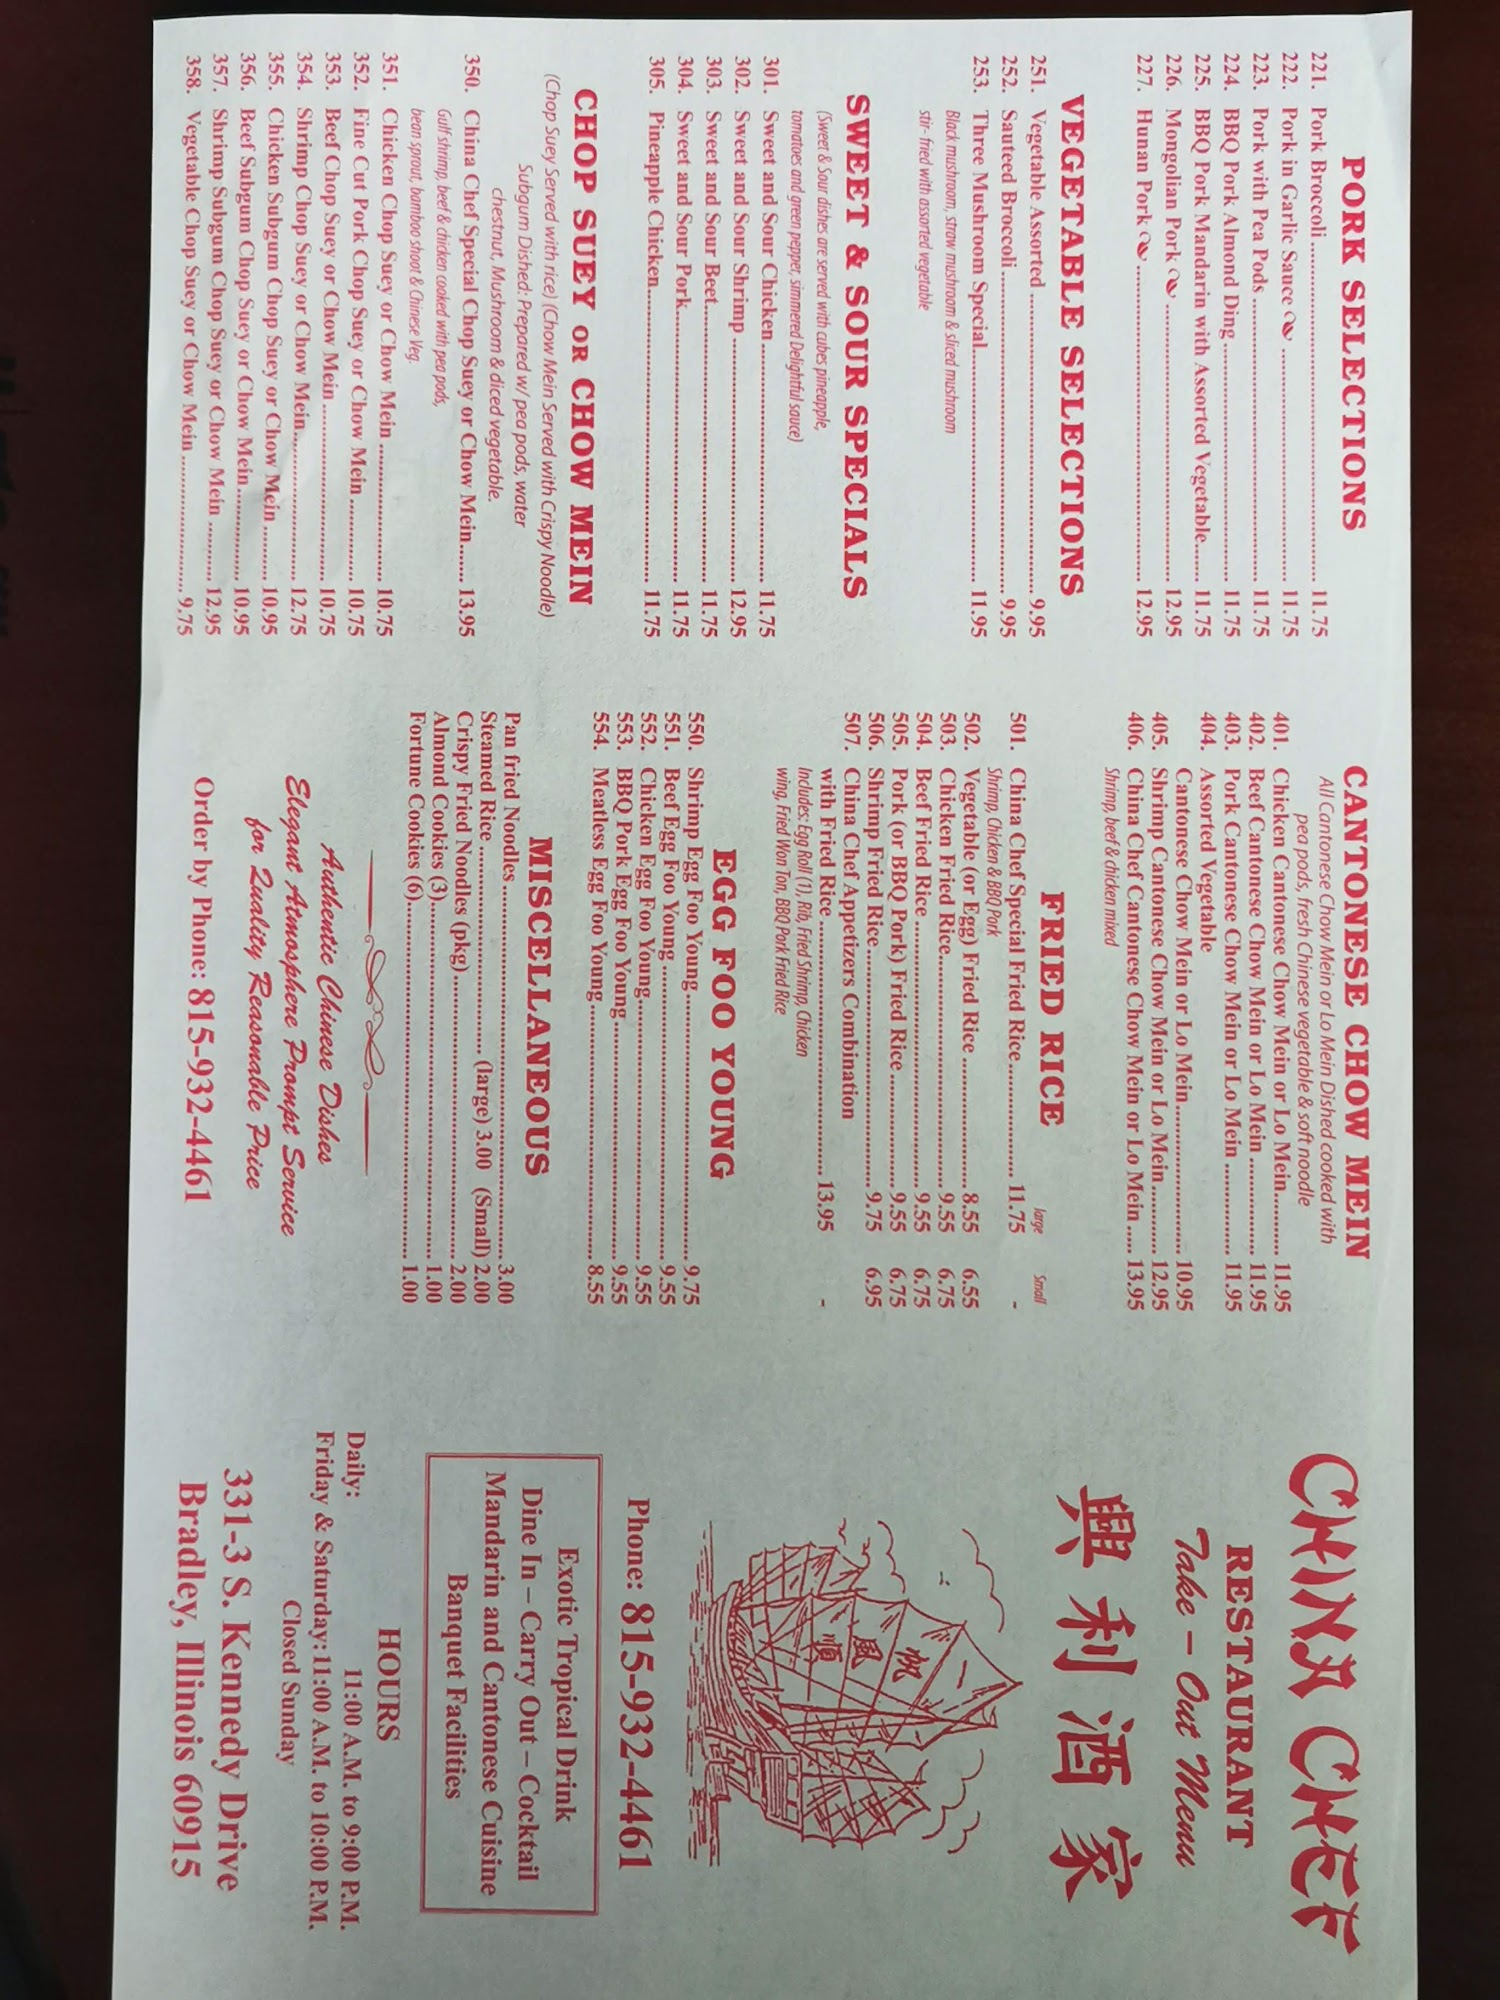 PORK SELECTIONS
221. Pork Broccoli 11.75
222. Pork in Garlic Sauce 11.75
223. Pork with Pea Pods 11.75
224. BBQ Pork Almond Ding 11.75
225. BBQ Pork Mandarin with Assorted Vegetable 11.75
226. Mongolian Pork 12.95
227. Hunan Pork 12.95
VEGETABLE SELECTIONS
251. Vegetable Assorted 9.95
252. Sauteed Broccoli 9.95
253. Three Mushroom Special 11.95
Black mushroom, straw mushroom & sliced mushroom
stir- fried with assorted vegetable
SWEET & SOUR SPECIALS
(Sweet & Sour dishes are served with cubes pineapple,
tomatoes and green pepper, simmered Delightful sauce)
301. Sweet and Sour Chicken 11.75
302. Sweet and Sour Shrimp 12.95
303. Sweet and Sour Beet 11.75
304. Sweet and Sour Pork 11.75
305. Pineapple Chicken 11.75
CHOP SUEY OR CHOW MEIN
(Chop Suey Served with rice) (Chow Mein Served with Crispy Noodle)
Subgum Dished: Prepared w/ pea pods, water
chestnut, Mushroom & diced vegetable.
350. China Chef Special Chop Suey or Chow Mein 13.95
Gulf shrimp, beef & chicken cooked with pea pods,
bean sprout, bamboo shoot & Chinese Veg.
351. Chicken Chop Suey or Chow Mein 10.75
352. Fine Cut Pork Chop Suey or Chow Mein 10.75
353. Beef Chop Suey or Chow Mein 10.75
354. Shrimp Chop Suey or Chow Mein 12.75
355. Chicken Subgum Chop Suey or Chow Mein 10.95
356. Beef Subgum Chop Suey or Chow Mein 10.95
357. Shrimp Subgum Chop Suey or Chow Mein 12.95
358. Vegetable Chop Suey or Chow Mein 9.75
CANTONESE CHOW MEIN
All Cantonese Chow Mein or Lo Mein Dished cooked with
pea pods, fresh Chinese vegetable & soft noodle
401. Chicken Cantonese Chow Mein or Lo Mein 11.95
402. Beef Cantonese Chow Mein or Lo Mein 11.95
403. Pork Cantonese Chow Mein or Lo Mein 11.95
404. Assorted Vegetable
Cantonese Chow Mein or Lo Mein 10.95
405. Shrimp Cantonese Chow Mein or Lo Mein 12.95
406. China Chef Cantonese Chow Mein or Lo Mein 13.95
Shrimp, beef & chicken mixed
FRIED RICE
large Small
501. China Chef Special Fried Rice 11.75 -
Shrimp, Chicken & BBQ Pork
502. Vegetable (or Egg) Fried Rice 8.55 6.55
503. Chicken Fried Rice 9.55 6.75
504. Beef Fried Rice 9.55 6.75
505. Pork (or BBQ Pork) Fried Rice 9.55 6.75
506. Shrimp Fried Rice 9.75 6.95
507. China Chef Appetizers Combination
with Fried Rice 13.95 -
Includes: Egg Roll (1), Rib, Fried Shrimp, Chicken
wing, Fried Won Ton, BBQ Pork Fried Rice
EGG FOO YOUNG
550. Shrimp Egg Foo Young 9.75
551. Beef Egg Foo Young 9.55
552. Chicken Egg Foo Young 9.55
553. BBQ Pork Egg Foo Young 9.55
554. Meatless Egg Foo Young 8.55
MISCELLANEOUS
Pan fried Noodles 3.00
Steamed Rice (large) 3.00 (Small) 2.00
Crispy Fried Noodles (pkg) 2.00
Almond Cookies (3) 1.00
Fortune Cookies (6) 1.00
Authentic Chinese Dishes
Elegant Atmosphere Prompt Service
for Quality Reasonable Price
Order by Phone: 815-932-4461
CHINA CHEF
RESTAURANT
Take – Out Menu
興利酒家
一帆
風
順
Phone: 815-932-4461
Exotic Tropical Drink
Dine In – Carry Out – Cocktail
Mandarin and Cantonese Cuisine
Banquet Facilities
HOURS
Daily: 11:00 A.M. to 9:00 P.M.
Friday & Saturday: 11:00 A.M. to 10:00 P.M.
Closed Sunday
331-3 S. Kennedy Drive
Bradley, Illinois 60915